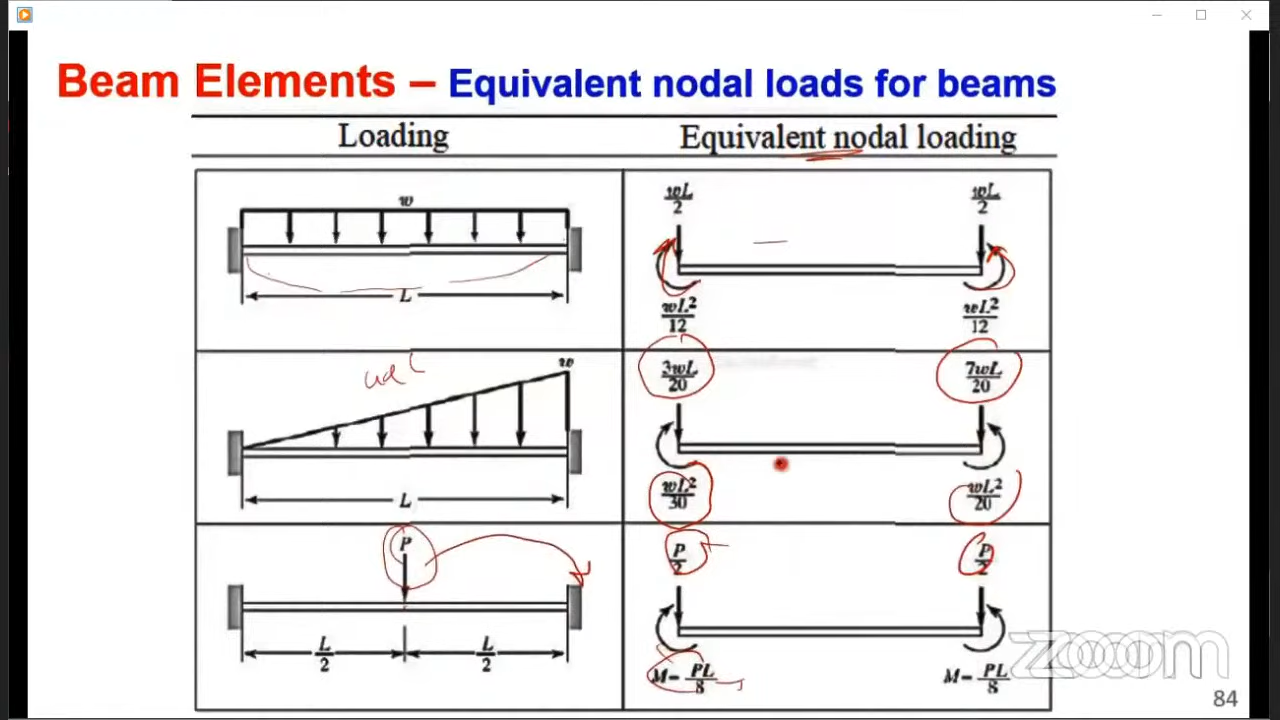 Beam Elements – Equivalent nodal loads for beams
Loading Equivalent nodal loading
w
L
wL/2 wL/2
wL²/12 wL²/12
udl
w
L
3wL/20 7wL/20
wL²/30 wL²/20
P
L/2 L/2
P/2 P/2
M= PL/8 M= PL/8
zoom
84